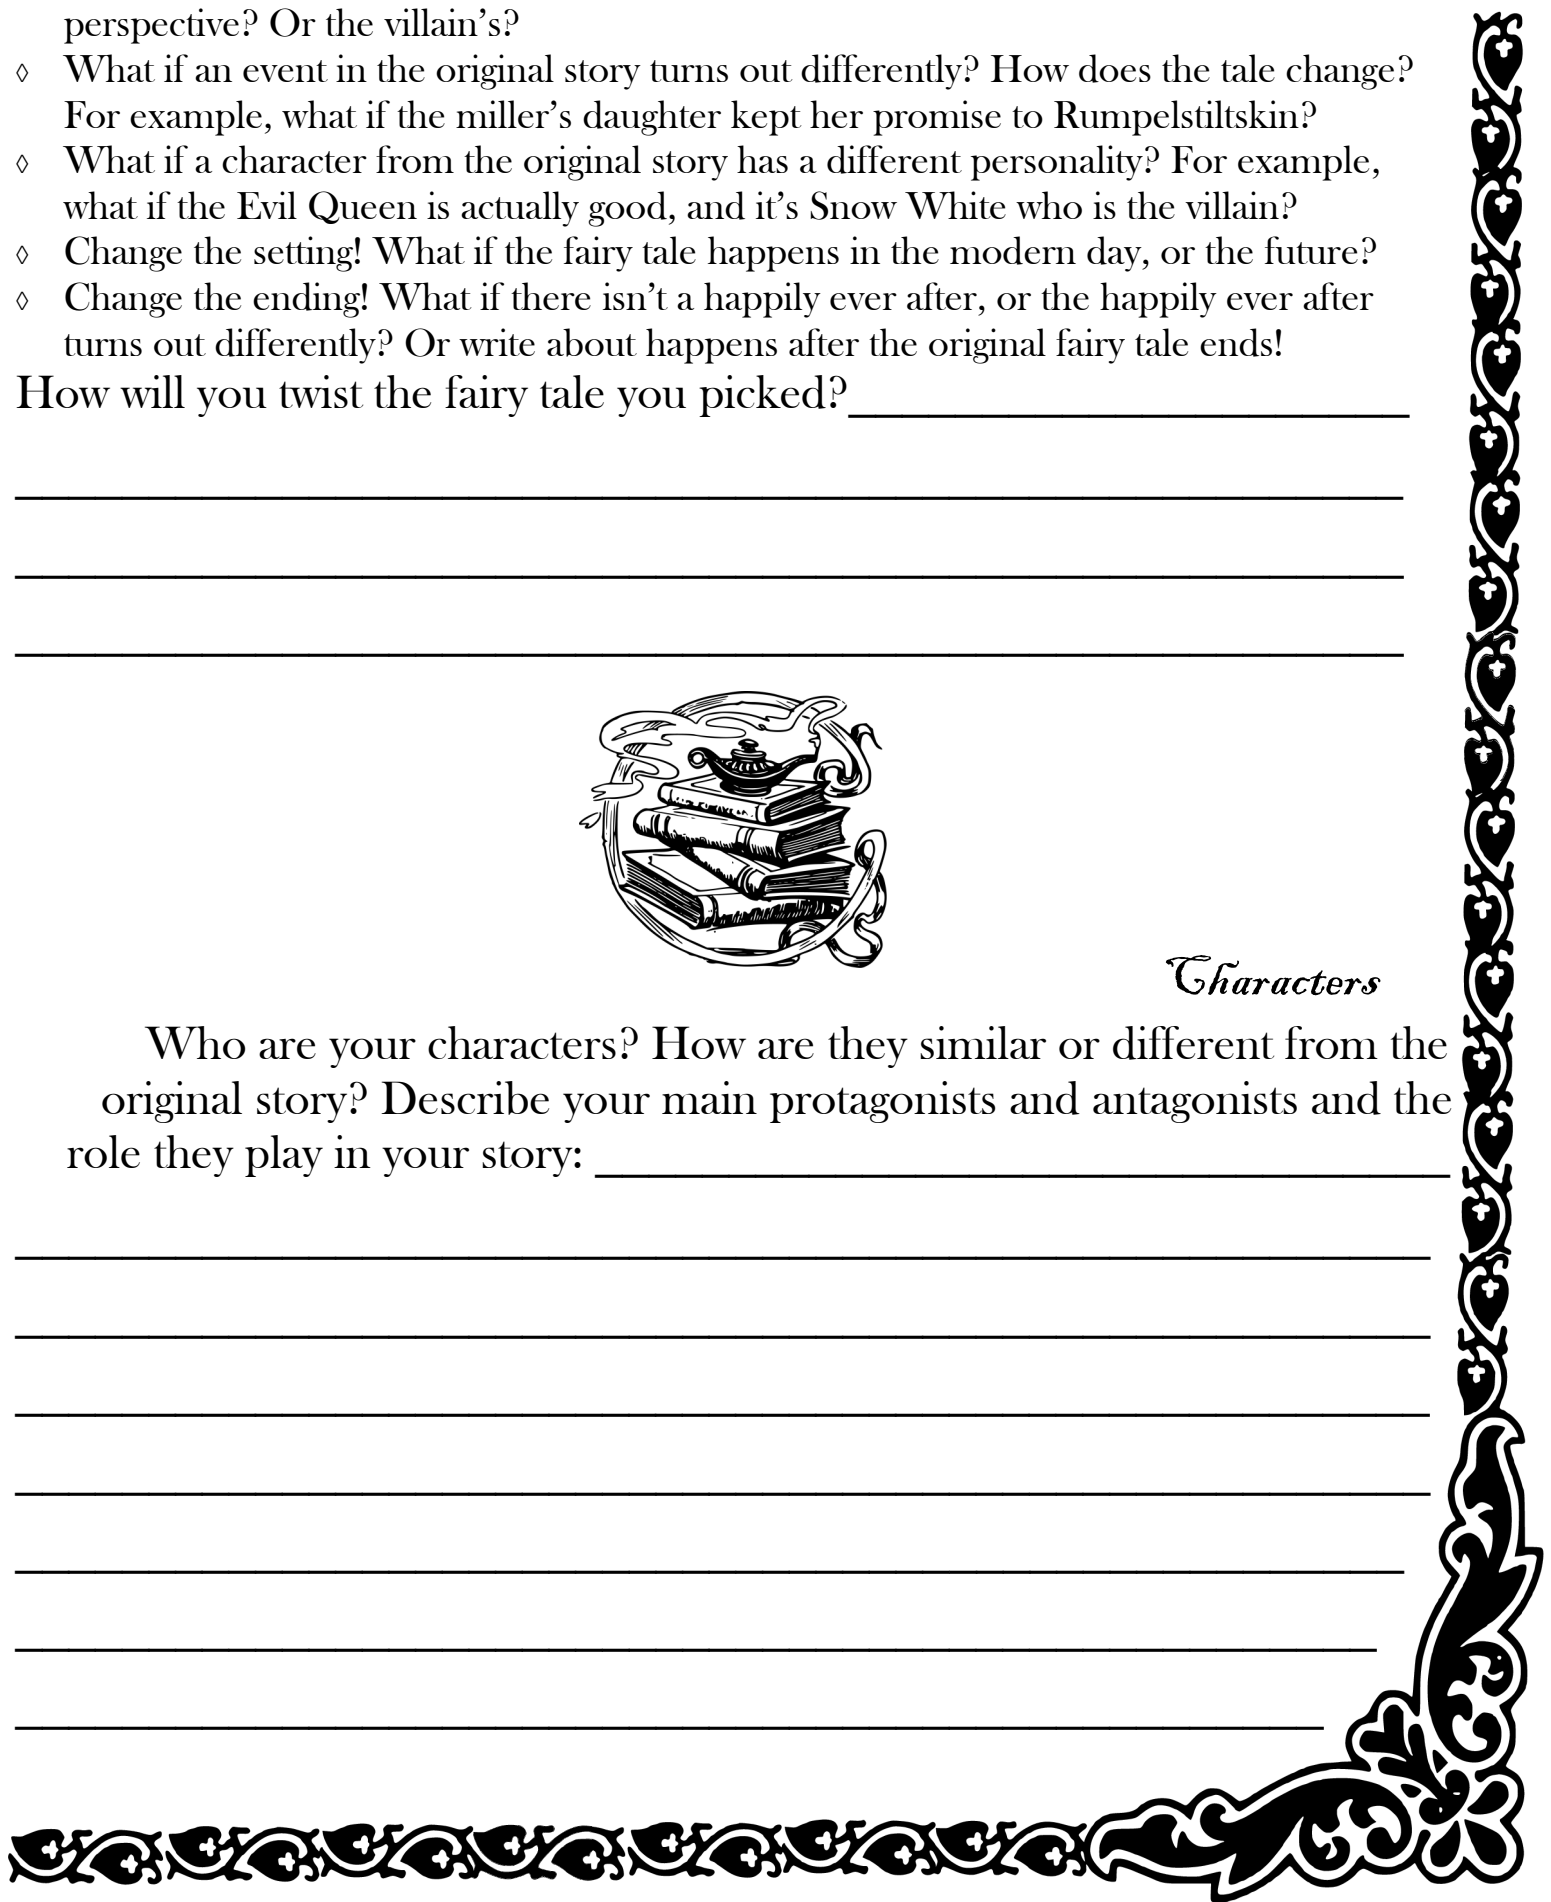 perspective? Or the villain's?
◊ What if an event in the original story turns out differently? How does the tale change?
For example, what if the miller's daughter kept her promise to Rumpelstiltskin?
◊ What if a character from the original story has a different personality? For example,
what if the Evil Queen is actually good, and it's Snow White who is the villain?
◊ Change the setting! What if the fairy tale happens in the modern day, or the future?
◊ Change the ending! What if there isn't a happily ever after, or the happily ever after
turns out differently? Or write about happens after the original fairy tale ends!
How will you twist the fairy tale you picked?
Characters
Who are your characters? How are they similar or different from the
original story? Describe your main protagonists and antagonists and the
role they play in your story: